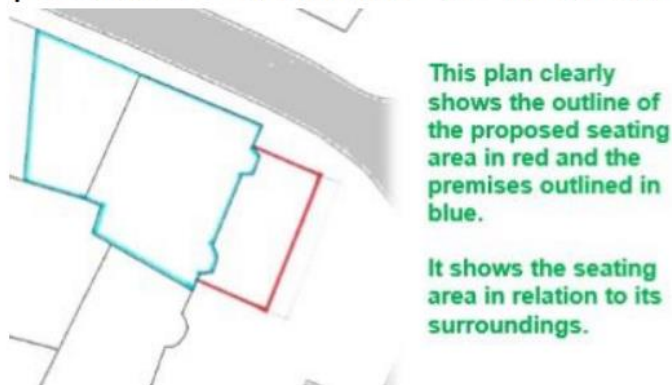 This plan clearly
shows the outline of
the proposed seating
area in red and the
premises outlined in
blue.
It shows the seating
area in relation to its
surroundings.